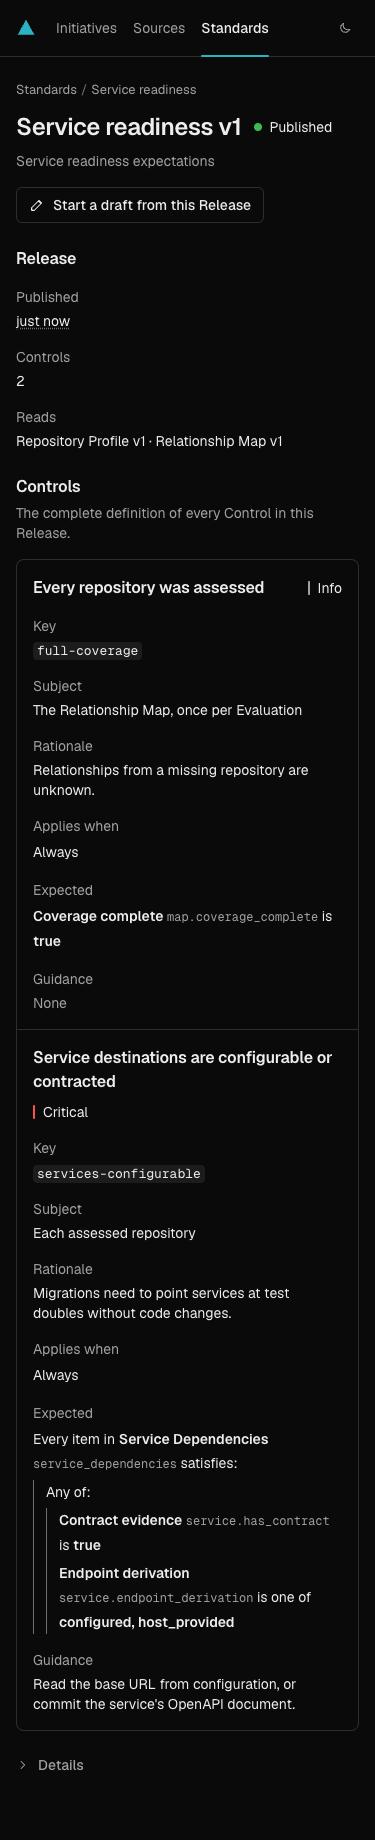 Initiatives Sources Standards
Standards / Service readiness
Service readiness v1 Published
Service readiness expectations
Start a draft from this Release
Release
Published
just now
Controls
2
Reads
Repository Profile v1 · Relationship Map v1
Controls
The complete definition of every Control in this
Release.
Every repository was assessed Info
Key
full-coverage
Subject
The Relationship Map, once per Evaluation
Rationale
Relationships from a missing repository are
unknown.
Applies when
Always
Expected
Coverage complete map.coverage_complete is
true
Guidance
None
Service destinations are configurable or
contracted
Critical
Key
services-configurable
Subject
Each assessed repository
Rationale
Migrations need to point services at test
doubles without code changes.
Applies when
Always
Expected
Every item in Service Dependencies
service_dependencies satisfies:
Any of:
Contract evidence service.has_contract
is true
Endpoint derivation
service.endpoint_derivation is one of
configured, host_provided
Guidance
Read the base URL from configuration, or
commit the service's OpenAPI document.
Details